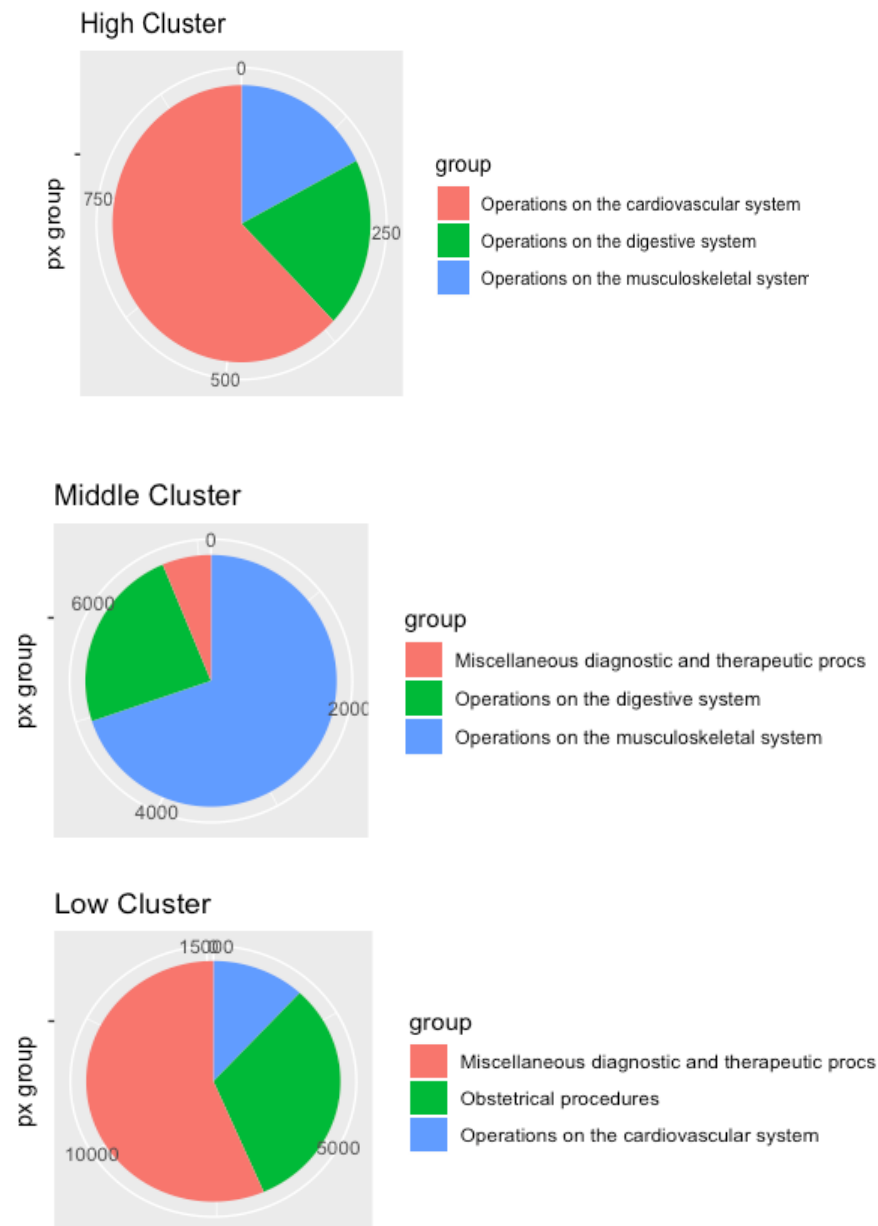 High Cluster
0
750
250
500
px group
group
Operations on the cardiovascular system
Operations on the digestive system
Operations on the musculoskeletal system
Middle Cluster
0
6000
2000
4000
px group
group
Miscellaneous diagnostic and therapeutic procs
Operations on the digestive system
Operations on the musculoskeletal system
Low Cluster
15000
0
10000
5000
px group
group
Miscellaneous diagnostic and therapeutic procs
Obstetrical procedures
Operations on the cardiovascular system